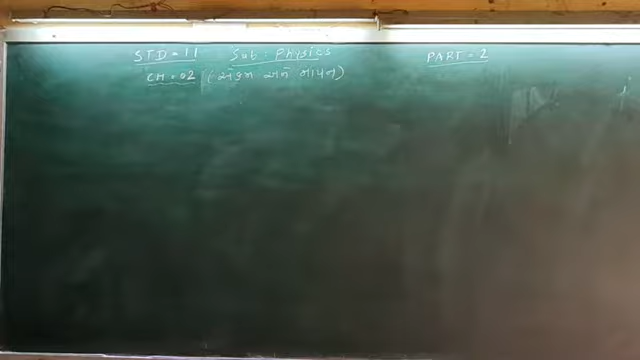 STD = 11 Sub: Physics PART = 2
CH = 02 (એકમ અને માપન)